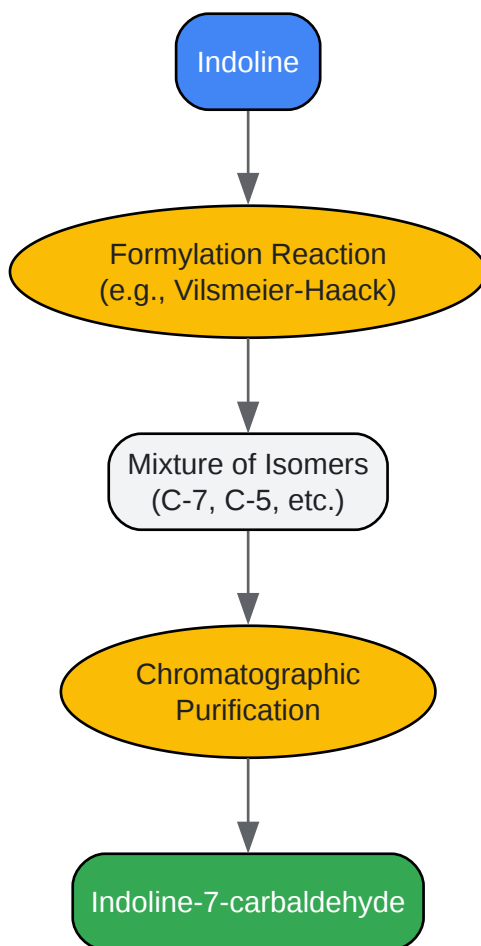 Indoline
Formylation Reaction
(e.g., Vilsmeier-Haack)
Mixture of Isomers
(C-7, C-5, etc.)
Chromatographic
Purification
Indoline-7-carbaldehyde